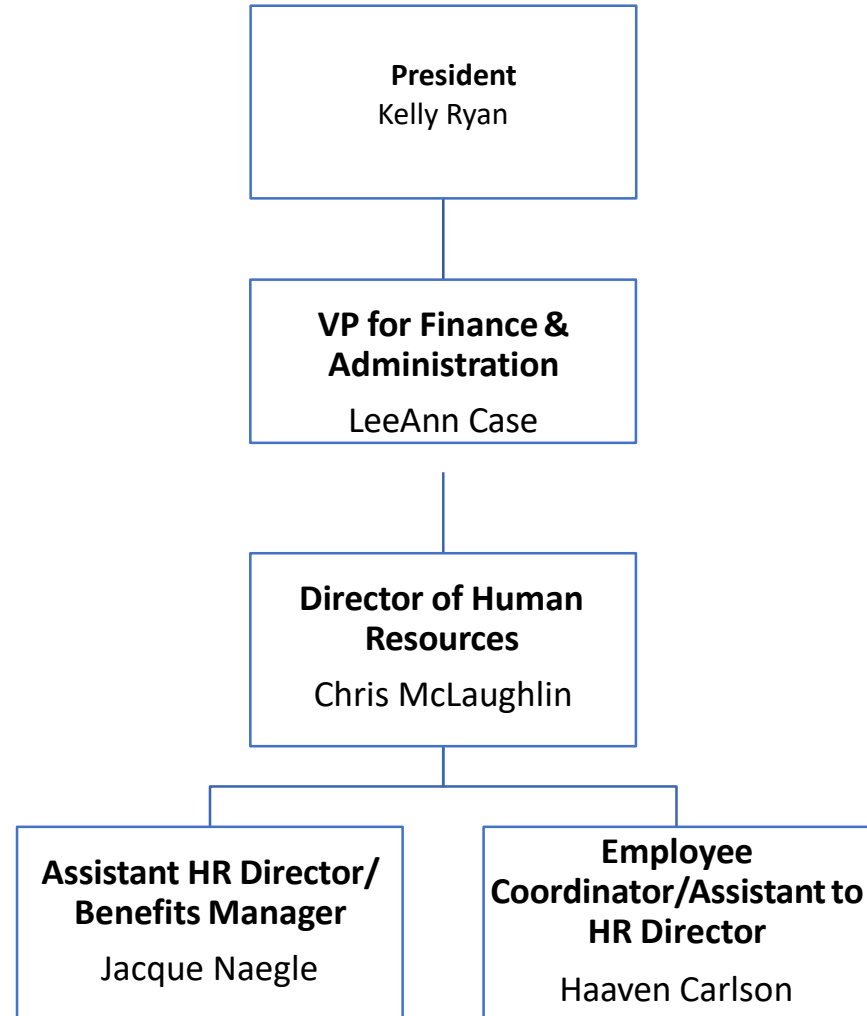 President
Kelly Ryan
VP for Finance &
Administration
LeeAnn Case
Director of Human
Resources
Chris McLaughlin
Assistant HR Director/
Benefits Manager
Jacque Naegle
Employee
Coordinator/Assistant to
HR Director
Haaven Carlson